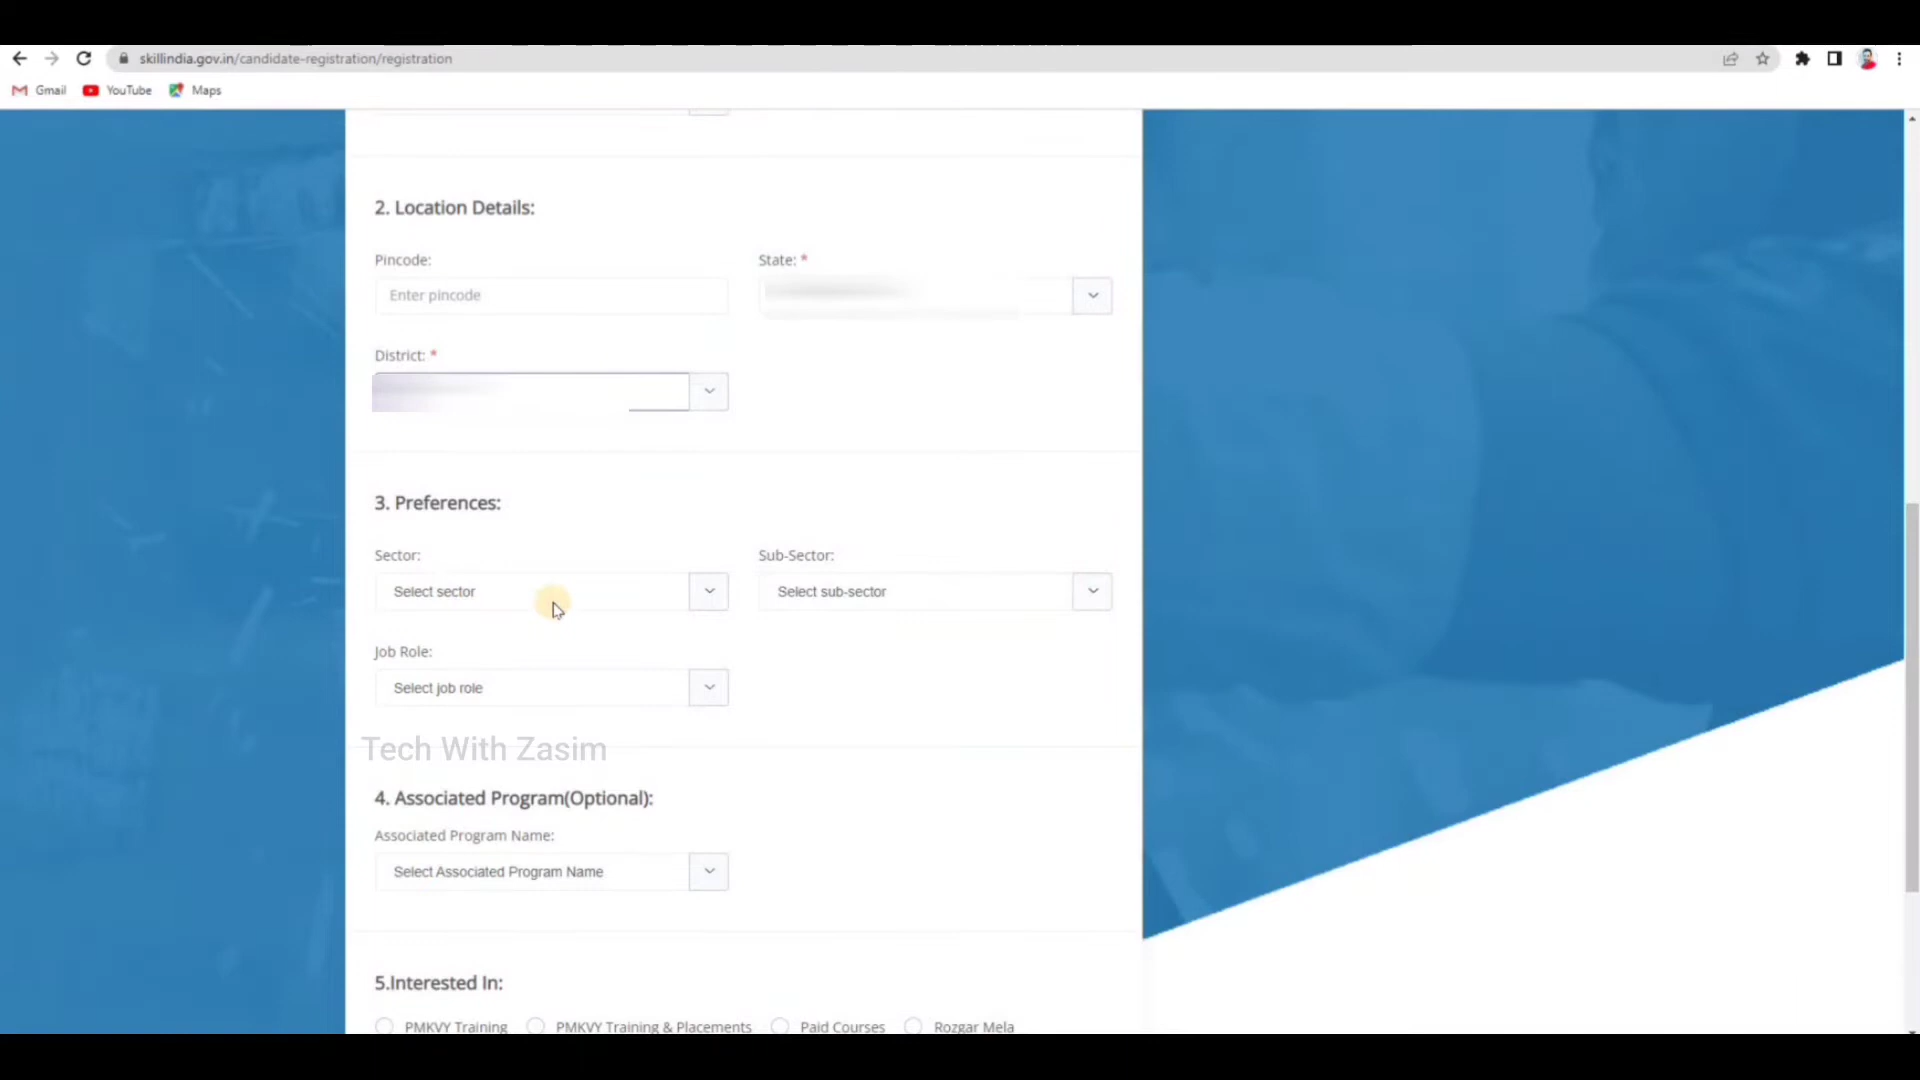 skillindia.gov.in/candidate-registration/registration
Gmail YouTube Maps
2. Location Details:
Pincode: State: *
Enter pincode
District: *
3. Preferences:
Sector: Sub-Sector:
Select sector Select sub-sector
Job Role:
Select job role
Tech With Zasim
4. Associated Program(Optional):
Associated Program Name:
Select Associated Program Name
5.Interested In:
PMKVY Training PMKVY Training & Placements Paid Courses Rozgar Mela